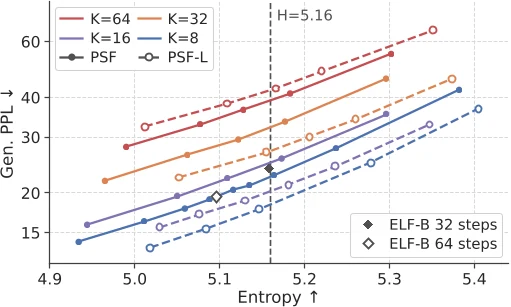 K=64
K=32
K=16
K=8
PSF
PSF-L
H=5.16
60
40
30
20
15
Gen. PPL ↓
ELF-B 32 steps
ELF-B 64 steps
4.9
5.0
5.1
5.2
5.3
5.4
Entropy ↑